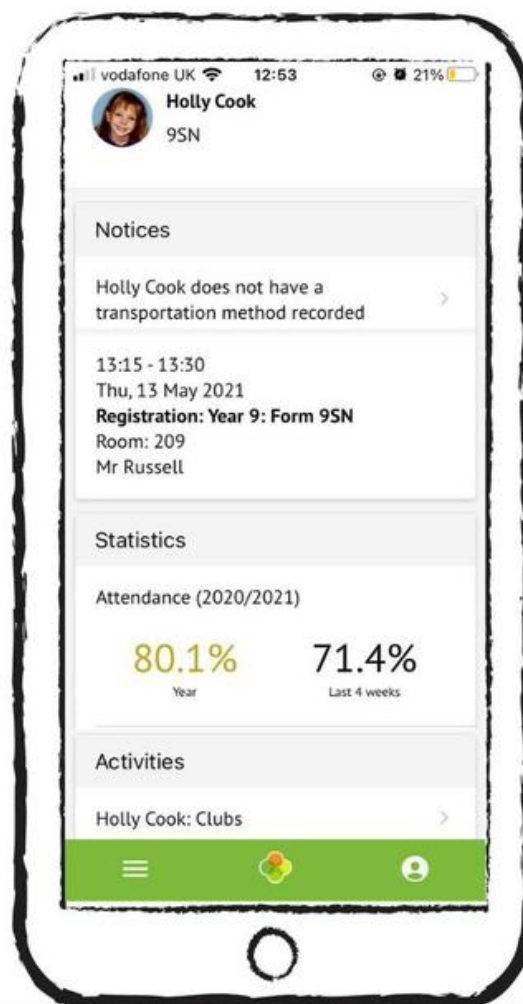 vodafone UK 12:53 21%
Holly Cook
9SN
Notices
Holly Cook does not have a
transportation method recorded
13:15 - 13:30
Thu, 13 May 2021
Registration: Year 9: Form 9SN
Room: 209
Mr Russell
Statistics
Attendance (2020/2021)
80.1% 71.4%
Year Last 4 weeks
Activities
Holly Cook: Clubs